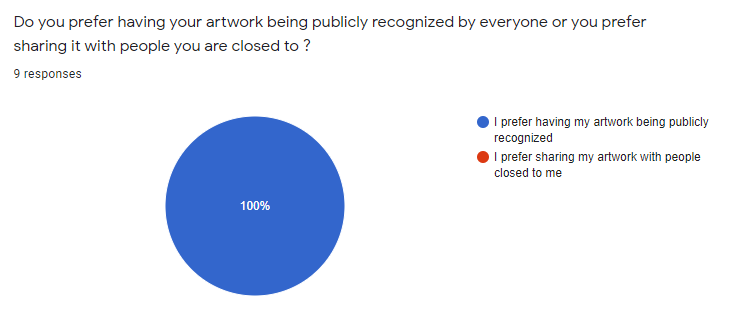 Do you prefer having your artwork being publicly recognized by everyone or you prefer
sharing it with people you are closed to ?
9 responses
100%
I prefer having my artwork being publicly
recognized
I prefer sharing my artwork with people
closed to me